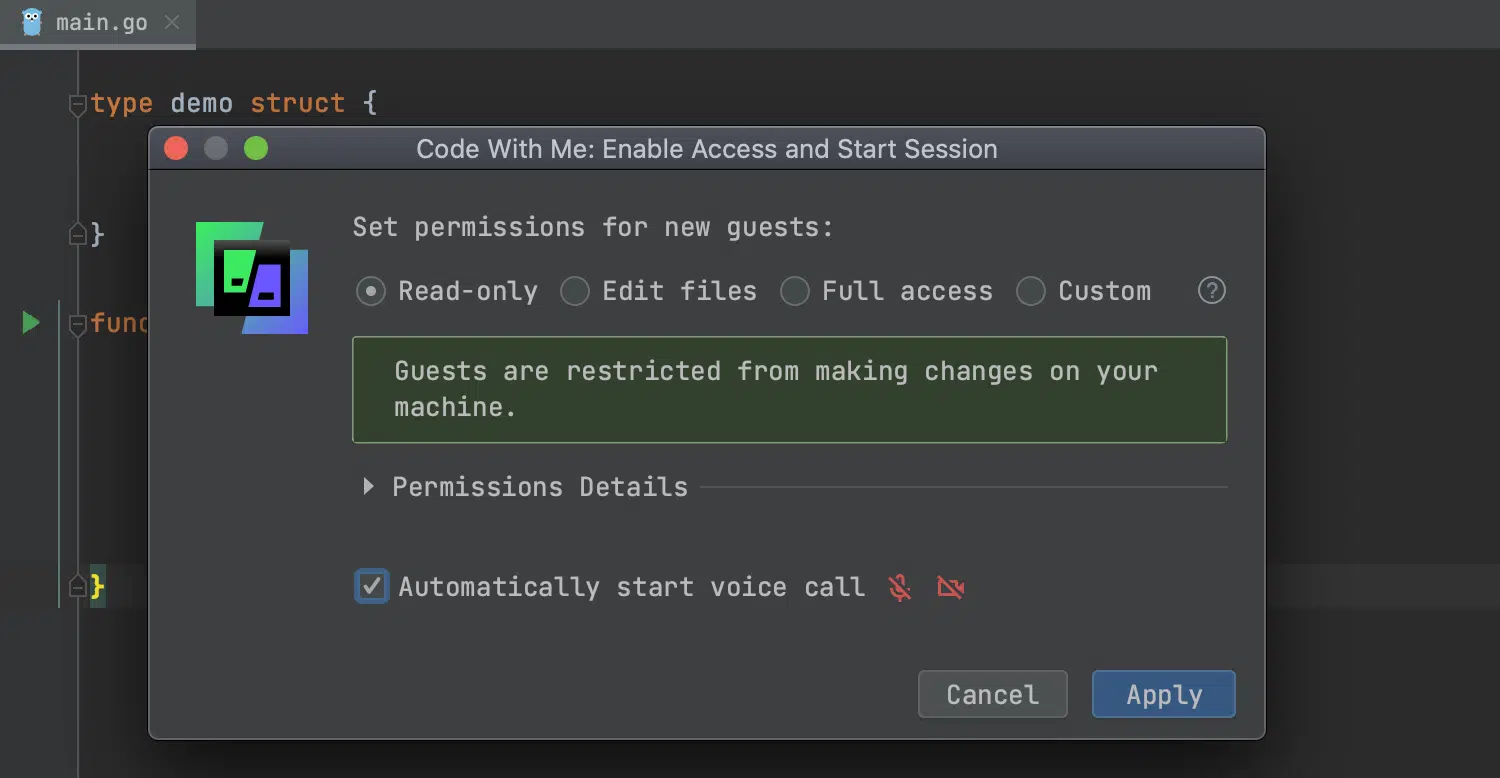 main.go
type demo struct {
Code With Me: Enable Access and Start Session
Set permissions for new guests:
}
Read-only Edit files Full access Custom ?
func
Guests are restricted from making changes on your
machine.
Permissions Details
}
Automatically start voice call
Cancel Apply